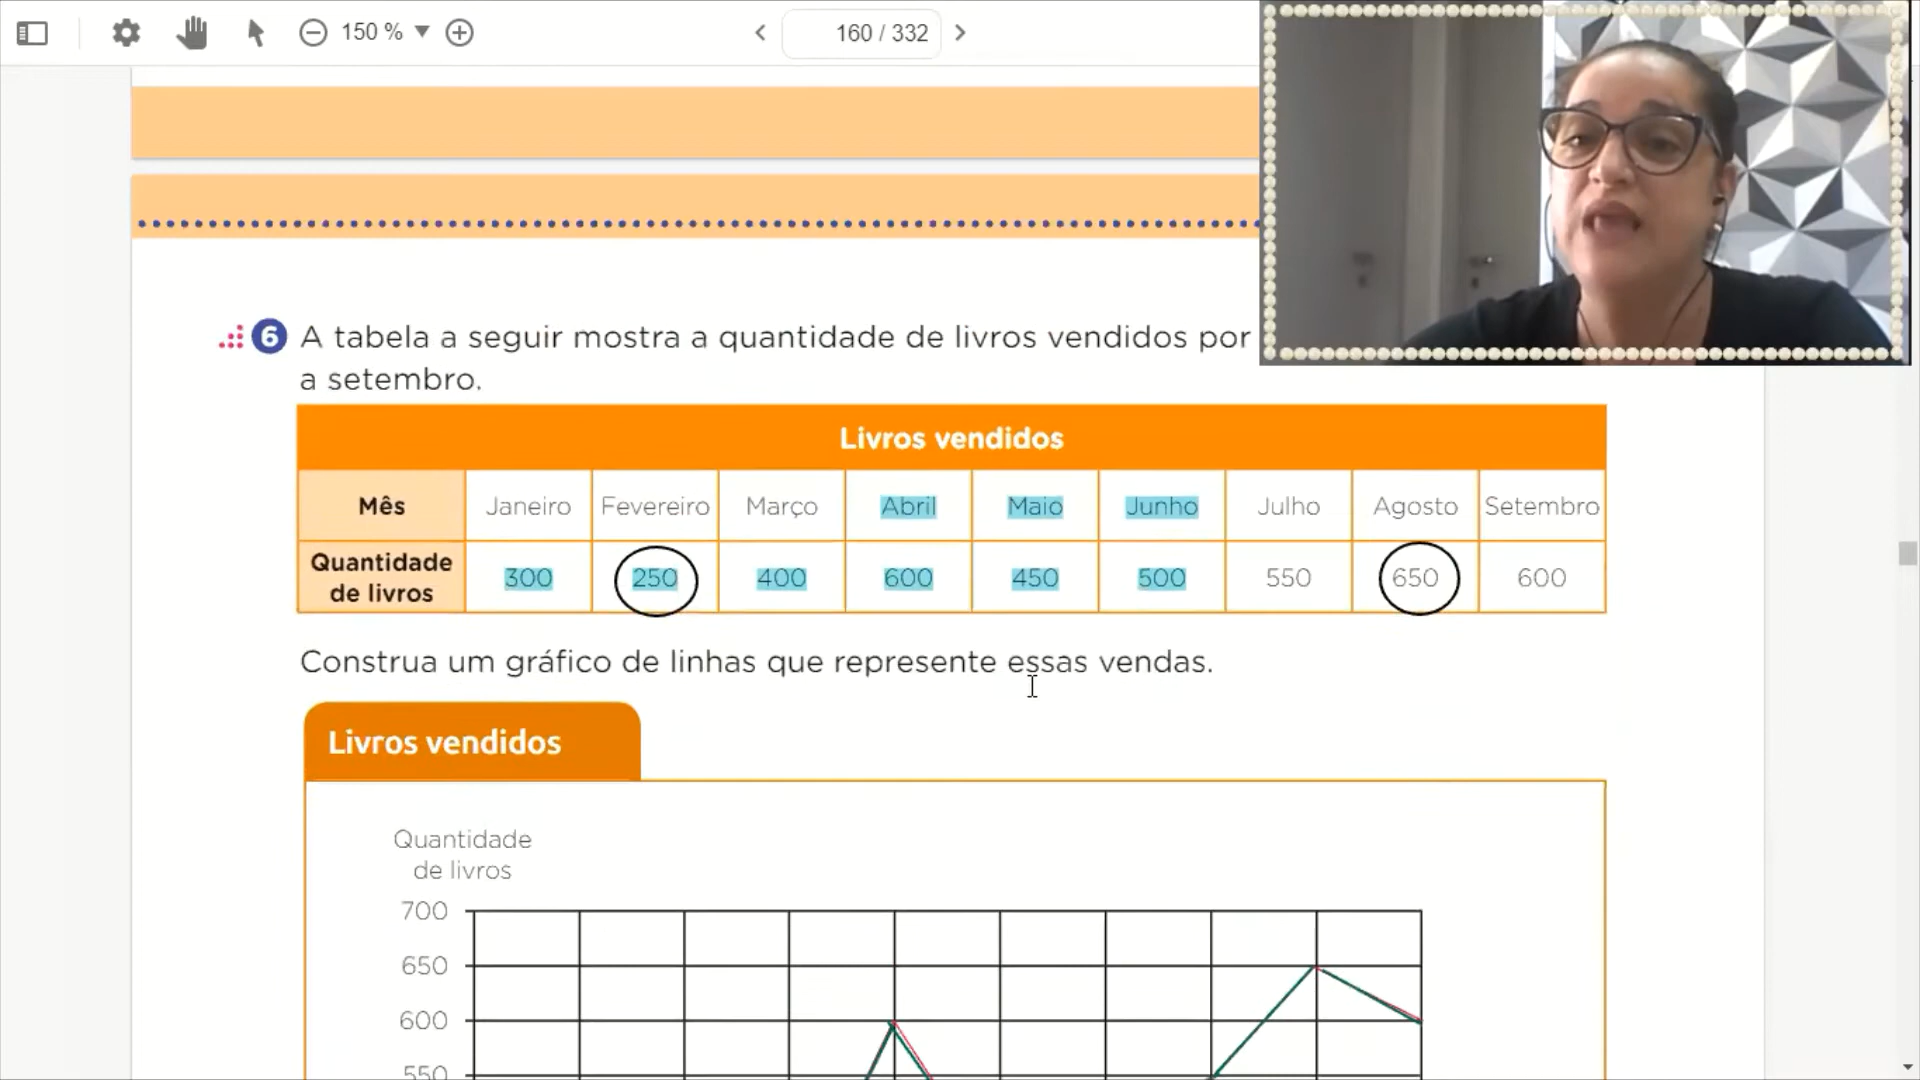 150 %
160 / 332
6 A tabela a seguir mostra a quantidade de livros vendidos por
a setembro.
Livros vendidos
Mês Janeiro Fevereiro Março Abril Maio Junho Julho Agosto Setembro
Quantidade de livros 300 250 400 600 450 500 550 650 600
Construa um gráfico de linhas que represente essas vendas.
Livros vendidos
Quantidade
de livros
700
650
600
550